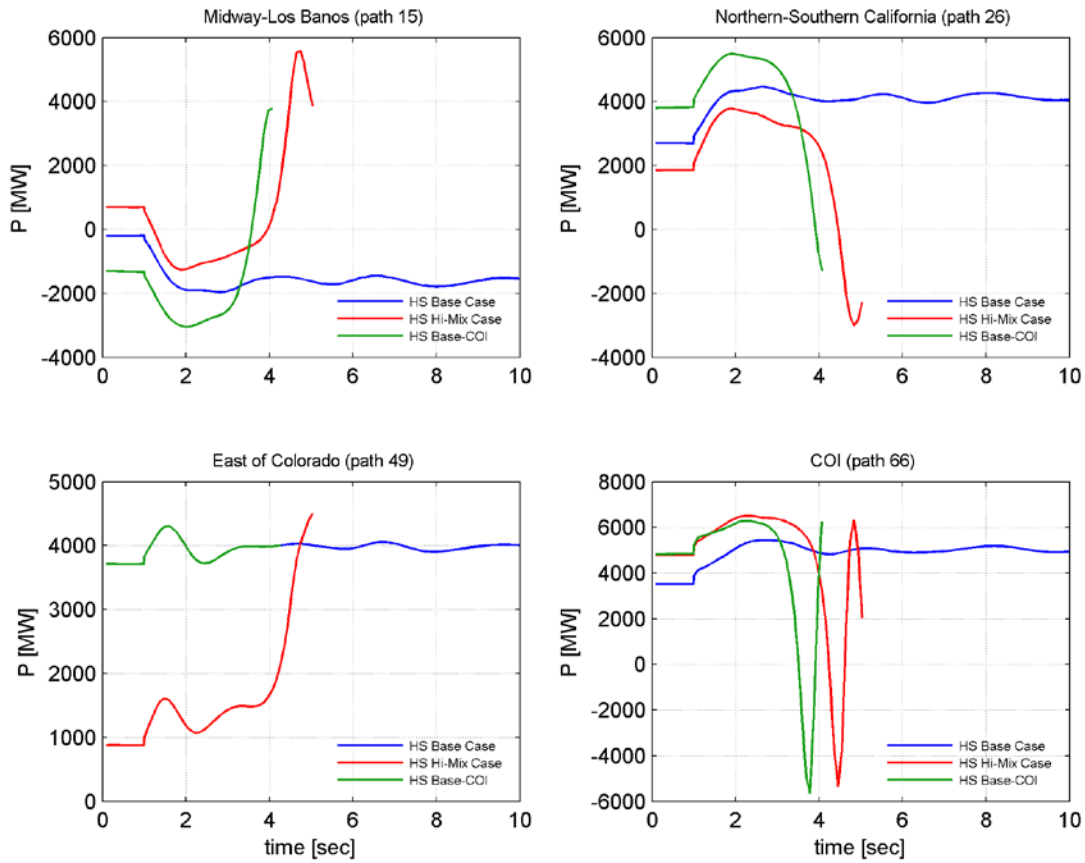 Midway-Los Banos (path 15)
6000
4000
2000
0
-2000
-4000
P [MW]
HS Base Case
HS Hi-Mix Case
HS Base-COI
0 2 4 6 8 10
Northern-Southern California (path 26)
6000
4000
2000
0
-2000
-4000
P [MW]
HS Base Case
HS Hi-Mix Case
HS Base-COI
0 2 4 6 8 10
East of Colorado (path 49)
5000
4000
3000
2000
1000
0
P [MW]
HS Base Case
HS Hi-Mix Case
HS Base-COI
0 2 4 6 8 10
time [sec]
COI (path 66)
8000
6000
4000
2000
0
-2000
-4000
-6000
P [MW]
HS Base Case
HS Hi-Mix Case
HS Base-COI
0 2 4 6 8 10
time [sec]